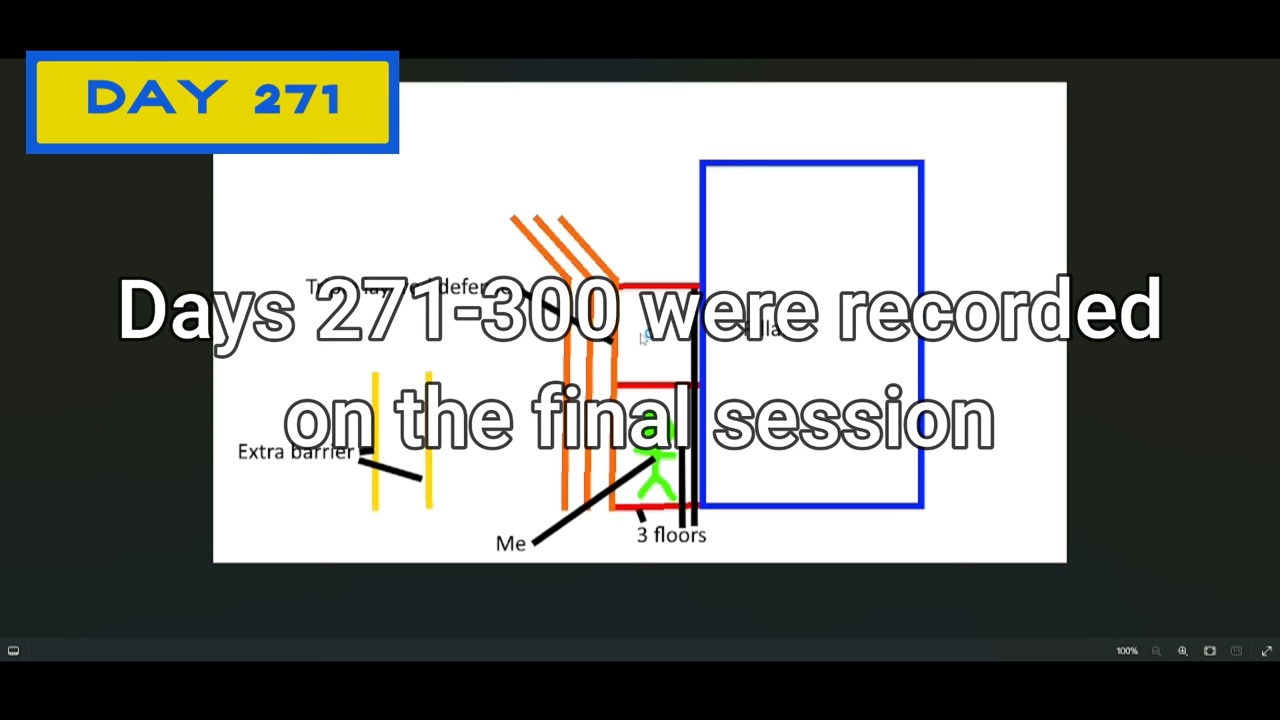 DAY 271
Days 271-300 were recorded
on the final session
Extra barrier
Me
3 floors
100%